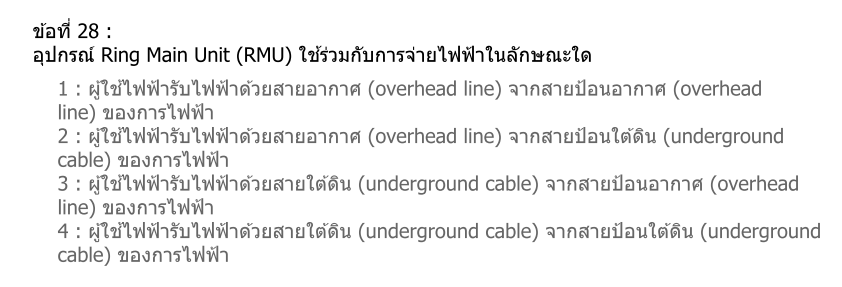 ข้อที่ 28 :
อุปกรณ์ Ring Main Unit (RMU) ใช้ร่วมกับการจ่ายไฟฟ้าในลักษณะใด
1 : ผู้ใช้ไฟฟ้ารับไฟฟ้าด้วยสายอากาศ (overhead line) จากสายป้อนอากาศ (overhead
line) ของการไฟฟ้า
2 : ผู้ใช้ไฟฟ้ารับไฟฟ้าด้วยสายอากาศ (overhead line) จากสายป้อนใต้ดิน (underground
cable) ของการไฟฟ้า
3 : ผู้ใช้ไฟฟ้ารับไฟฟ้าด้วยสายใต้ดิน (underground cable) จากสายป้อนอากาศ (overhead
line) ของการไฟฟ้า
4 : ผู้ใช้ไฟฟ้ารับไฟฟ้าด้วยสายใต้ดิน (underground cable) จากสายป้อนใต้ดิน (underground
cable) ของการไฟฟ้า